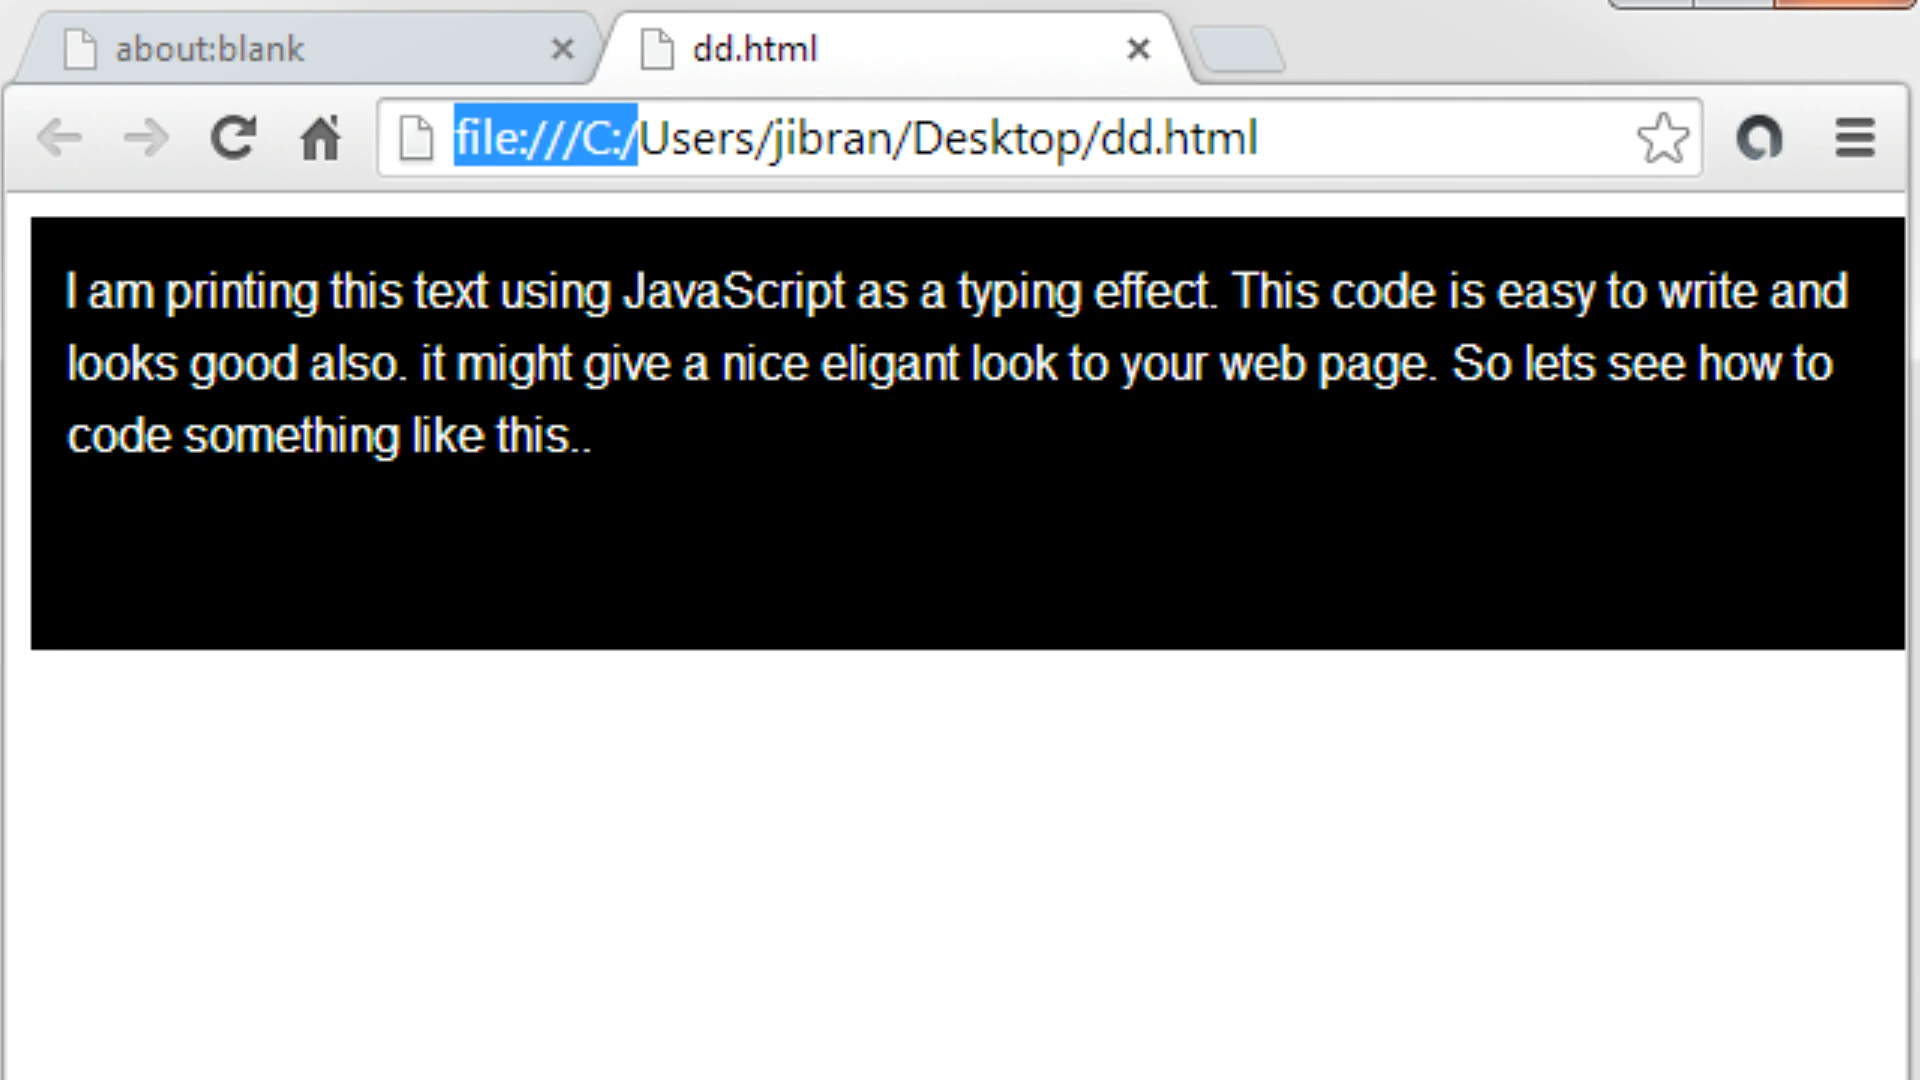 about:blank
dd.html
file:///C:/Users/jibran/Desktop/dd.html
I am printing this text using JavaScript as a typing effect. This code is easy to write and
looks good also. it might give a nice eligant look to your web page. So lets see how to
code something like this..